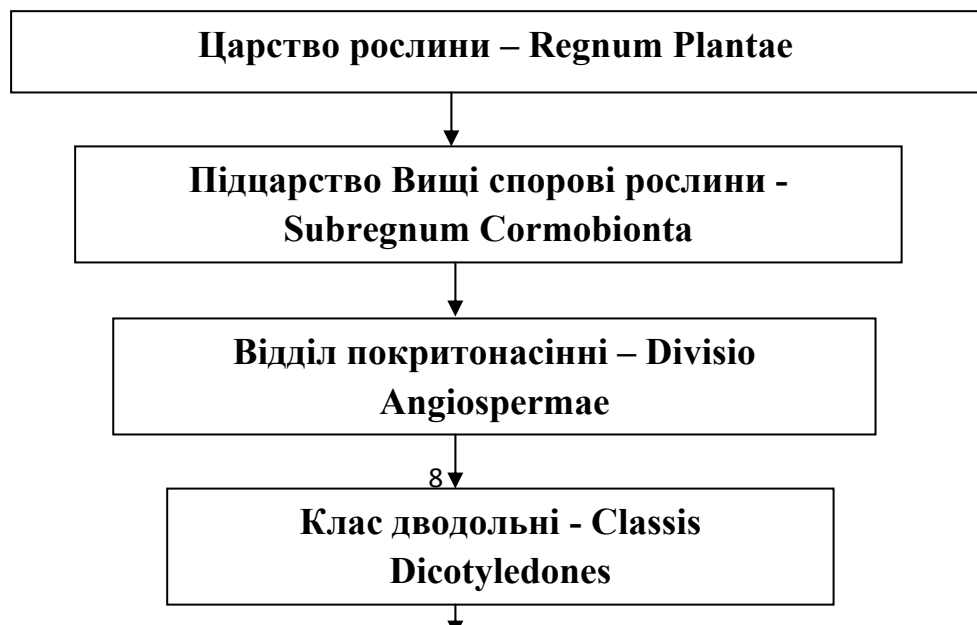 Царство рослини – Regnum Plantae
Підцарство Вищі спорові рослини -
Subregnum Cormobionta
Відділ покритонасінні – Divisio
Angiospermae
8
Клас дводольні - Classis
Dicotyledones